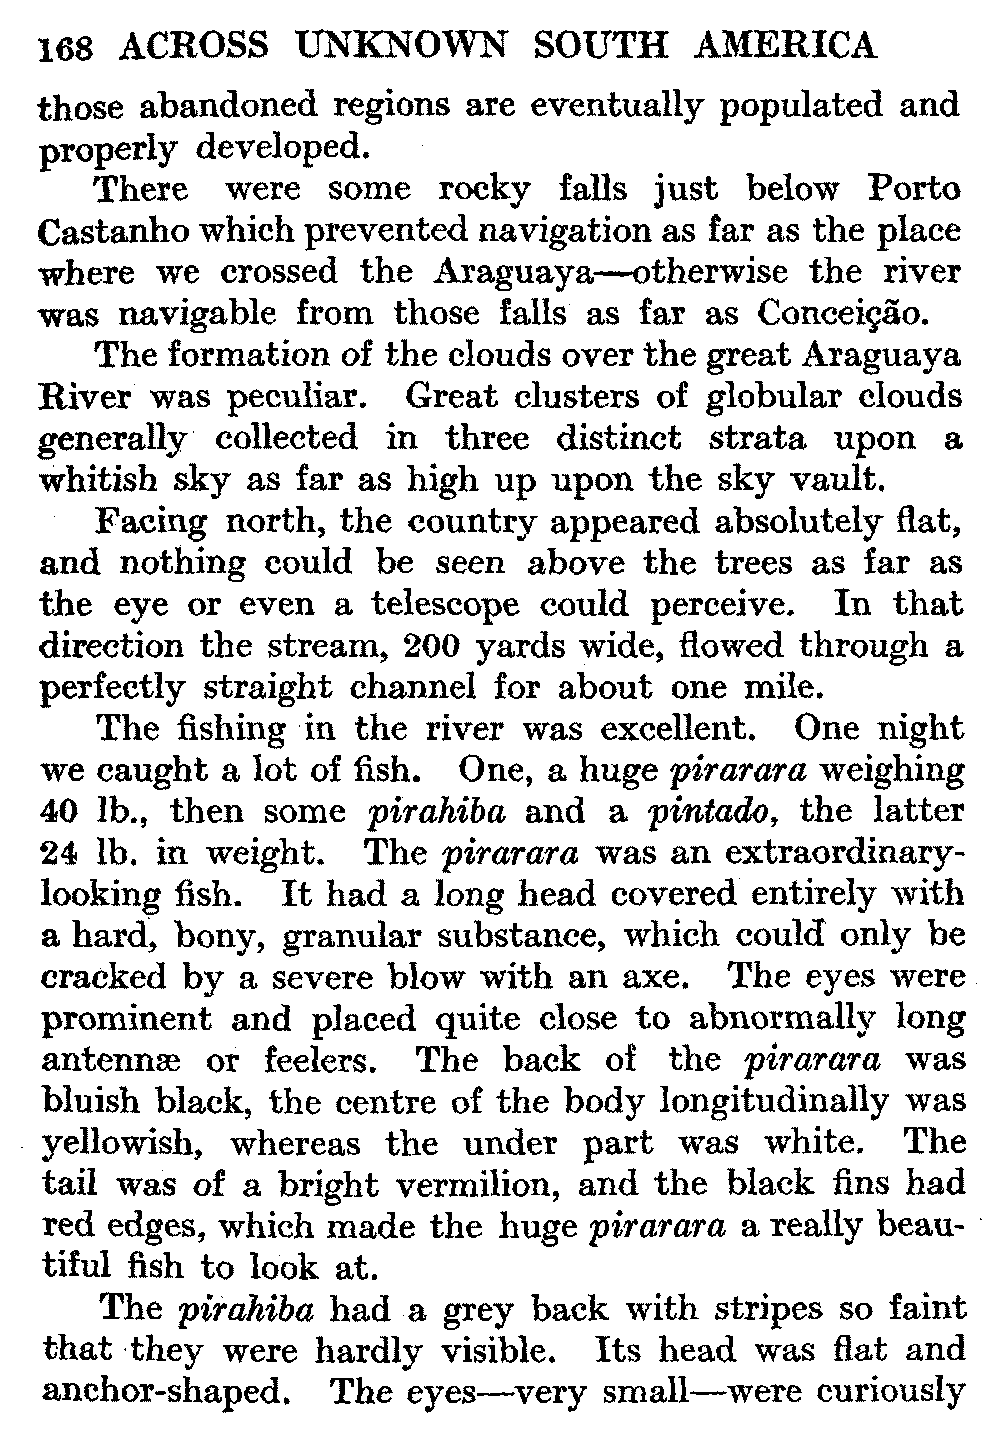 168 ACROSS UNKNOWN SOUTH AMERICA
those abandoned regions are eventually populated and
properly developed.
There were some rocky falls just below Porto
Castanho which prevented navigation as far as the place
where we crossed the Araguaya—otherwise the river
was navigable from those falls as far as Conceição.
The formation of the clouds over the great Araguaya
River was peculiar. Great clusters of globular clouds
generally collected in three distinct strata upon a
whitish sky as far as high up upon the sky vault.
Facing north, the country appeared absolutely flat,
and nothing could be seen above the trees as far as
the eye or even a telescope could perceive. In that
direction the stream, 200 yards wide, flowed through a
perfectly straight channel for about one mile.
The fishing in the river was excellent. One night
we caught a lot of fish. One, a huge pirarara weighing
40 lb., then some pirahiba and a pintado, the latter
24 lb. in weight. The pirarara was an extraordinary-
looking fish. It had a long head covered entirely with
a hard, bony, granular substance, which could only be
cracked by a severe blow with an axe. The eyes were
prominent and placed quite close to abnormally long
antennæ or feelers. The back of the pirarara was
bluish black, the centre of the body longitudinally was
yellowish, whereas the under part was white. The
tail was of a bright vermilion, and the black fins had
red edges, which made the huge pirarara a really beau-
tiful fish to look at.
The pirahiba had a grey back with stripes so faint
that they were hardly visible. Its head was flat and
anchor-shaped. The eyes—very small—were curiously